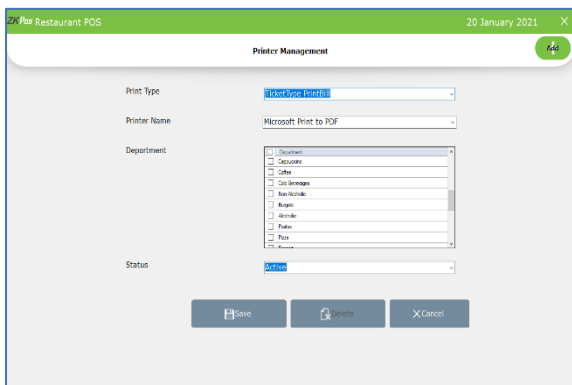 ZKPos Restaurant POS 20 January 2021 X
Printer Management Add
Print Type TicketType.PrintBill
Printer Name Microsoft Print to PDF
Department
Department
Cappuccino
Coffee
Cold Beverages
Non Alcoholic
Burgers
Alcoholic
Pastas
Pizza
Status Active
Save Delete Cancel